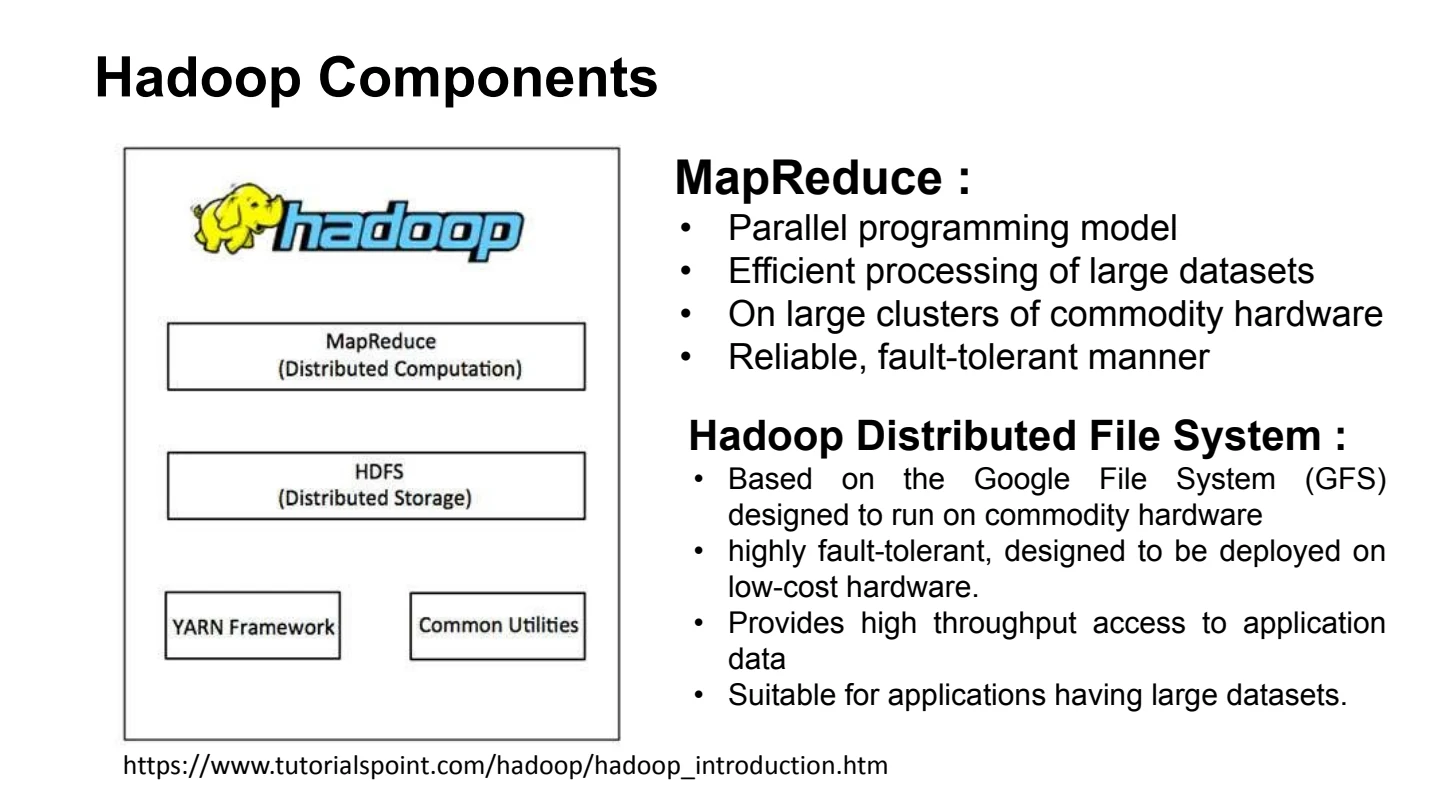 Hadoop Components
hadoop
MapReduce
(Distributed Computation)
HDFS
(Distributed Storage)
YARN Framework
Common Utilities
MapReduce :
• Parallel programming model
• Efficient processing of large datasets
• On large clusters of commodity hardware
• Reliable, fault-tolerant manner
Hadoop Distributed File System :
• Based on the Google File System (GFS)
designed to run on commodity hardware
• highly fault-tolerant, designed to be deployed on
low-cost hardware.
• Provides high throughput access to application
data
• Suitable for applications having large datasets.
https://www.tutorialspoint.com/hadoop/hadoop_introduction.htm